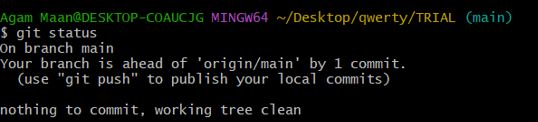 Agam Maan@DESKTOP-COAUCJG MINGW64 ~/Desktop/qwerty/TRIAL (main)
$ git status
On branch main
Your branch is ahead of 'origin/main' by 1 commit.
  (use "git push" to publish your local commits)

nothing to commit, working tree clean